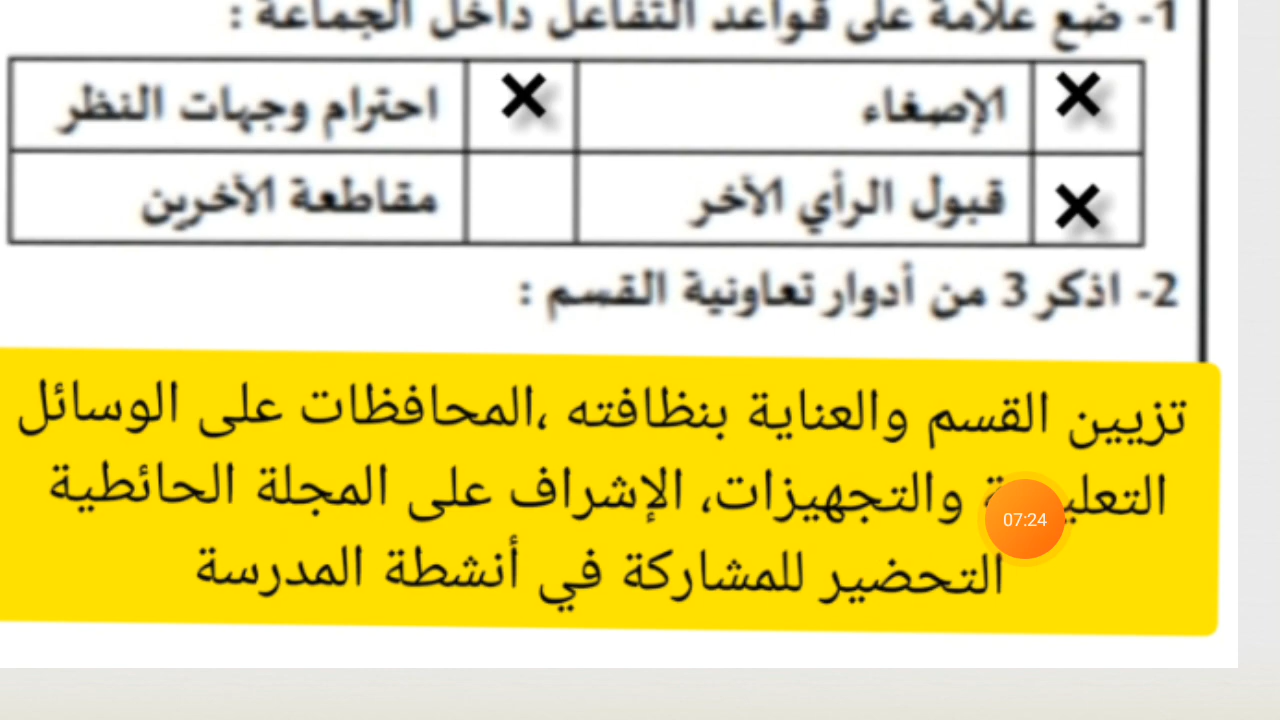 1- ضع علامة على قواعد التفاعل داخل الجماعة :
× الإصغاء × احترام وجهات النظر
× قبول الرأي الآخر مقاطعة الآخرين
2- اذكر 3 من أدوار تعاونية القسم :
تزيين القسم والعناية بنظافته ،المحافظات على الوسائل
والتجهيزات، الإشراف على المجلة الحائطية
التحضير للمشاركة في أنشطة المدرسة
07:24